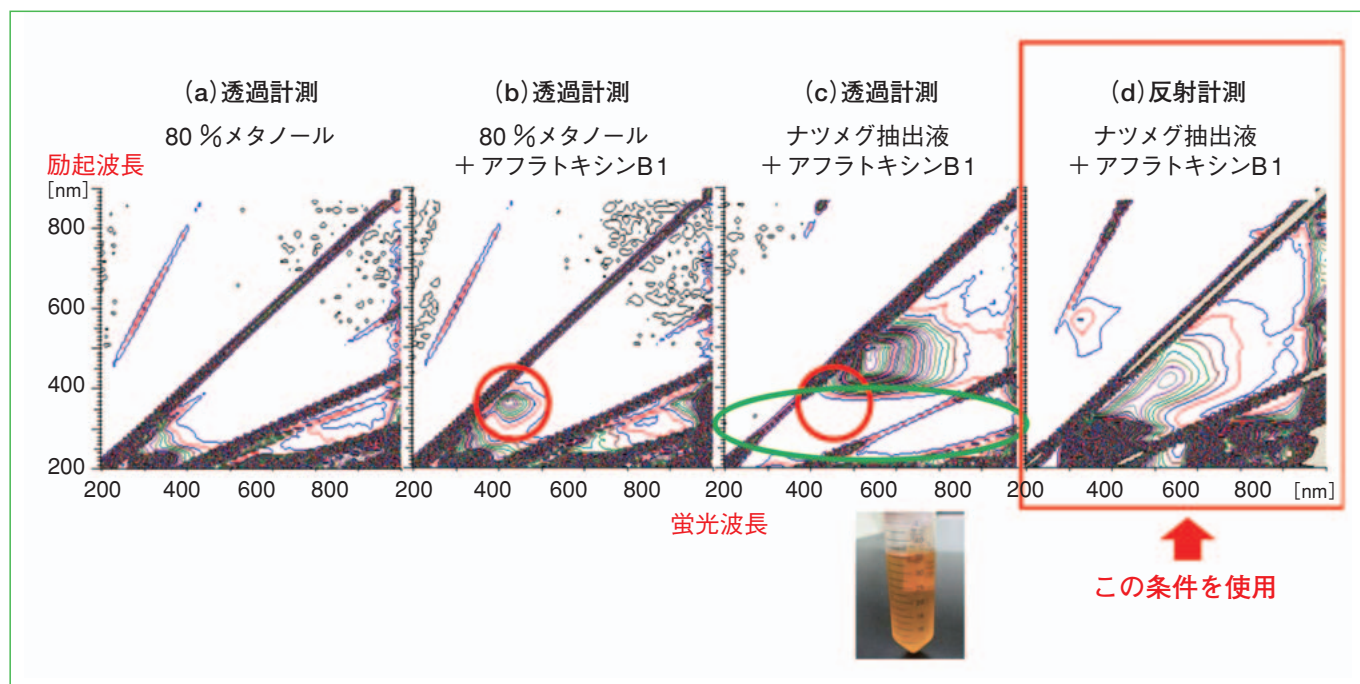 (a)透過計測
80 %メタノール
(b)透過計測
80 %メタノール
+ アフラトキシンB1
(c)透過計測
ナツメグ抽出液
+ アフラトキシンB1
(d)反射計測
ナツメグ抽出液
+ アフラトキシンB1
励起波長
[nm]
800
600
400
200
200 400 600 800
200 400 600 800
200 400 600 800
200 400 600 800 [nm]
蛍光波長
この条件を使用